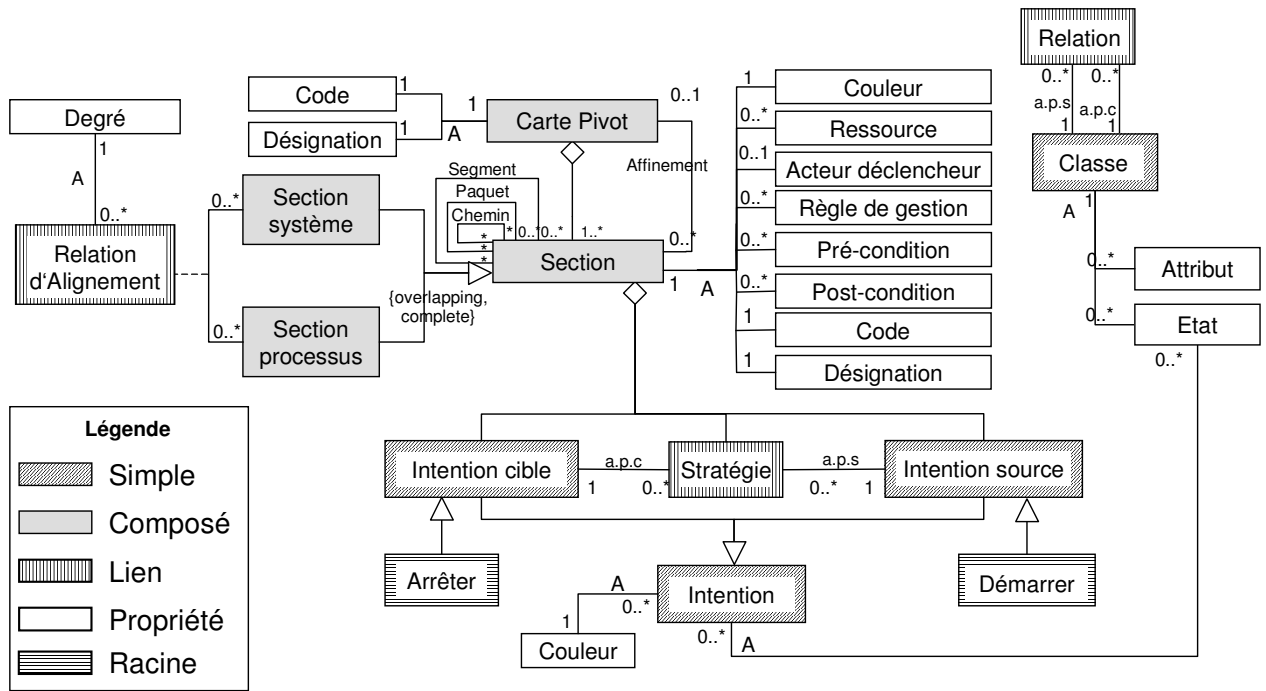 Relation
0..*
0..*
a.p.s
a.p.c
1
1
Classe
1
A
0..*
Attribut
0..*
Etat
0..*
Degré
1
A
0..*
Relation
d'Alignement
Code
1
Désignation
1
1
A
Carte Pivot
0..1
Affinement
0..*
Segment
Paquet
Chemin
*
*
*
*
0..*
0..*
1..*
Section
système
0..*
Section
processus
0..*
{overlapping,
complete}
Section
1
A
1
Couleur
0..*
Ressource
0..1
Acteur déclencheur
0..*
Règle de gestion
0..*
Pré-condition
0..*
Post-condition
1
Code
1
Désignation
Légende
Simple
Composé
Lien
Propriété
Racine
Intention cible
a.p.c
1
0..*
Stratégie
a.p.s
0..*
1
Intention source
Arrêter
Démarrer
Intention
A
0..*
1
Couleur
0..*
A